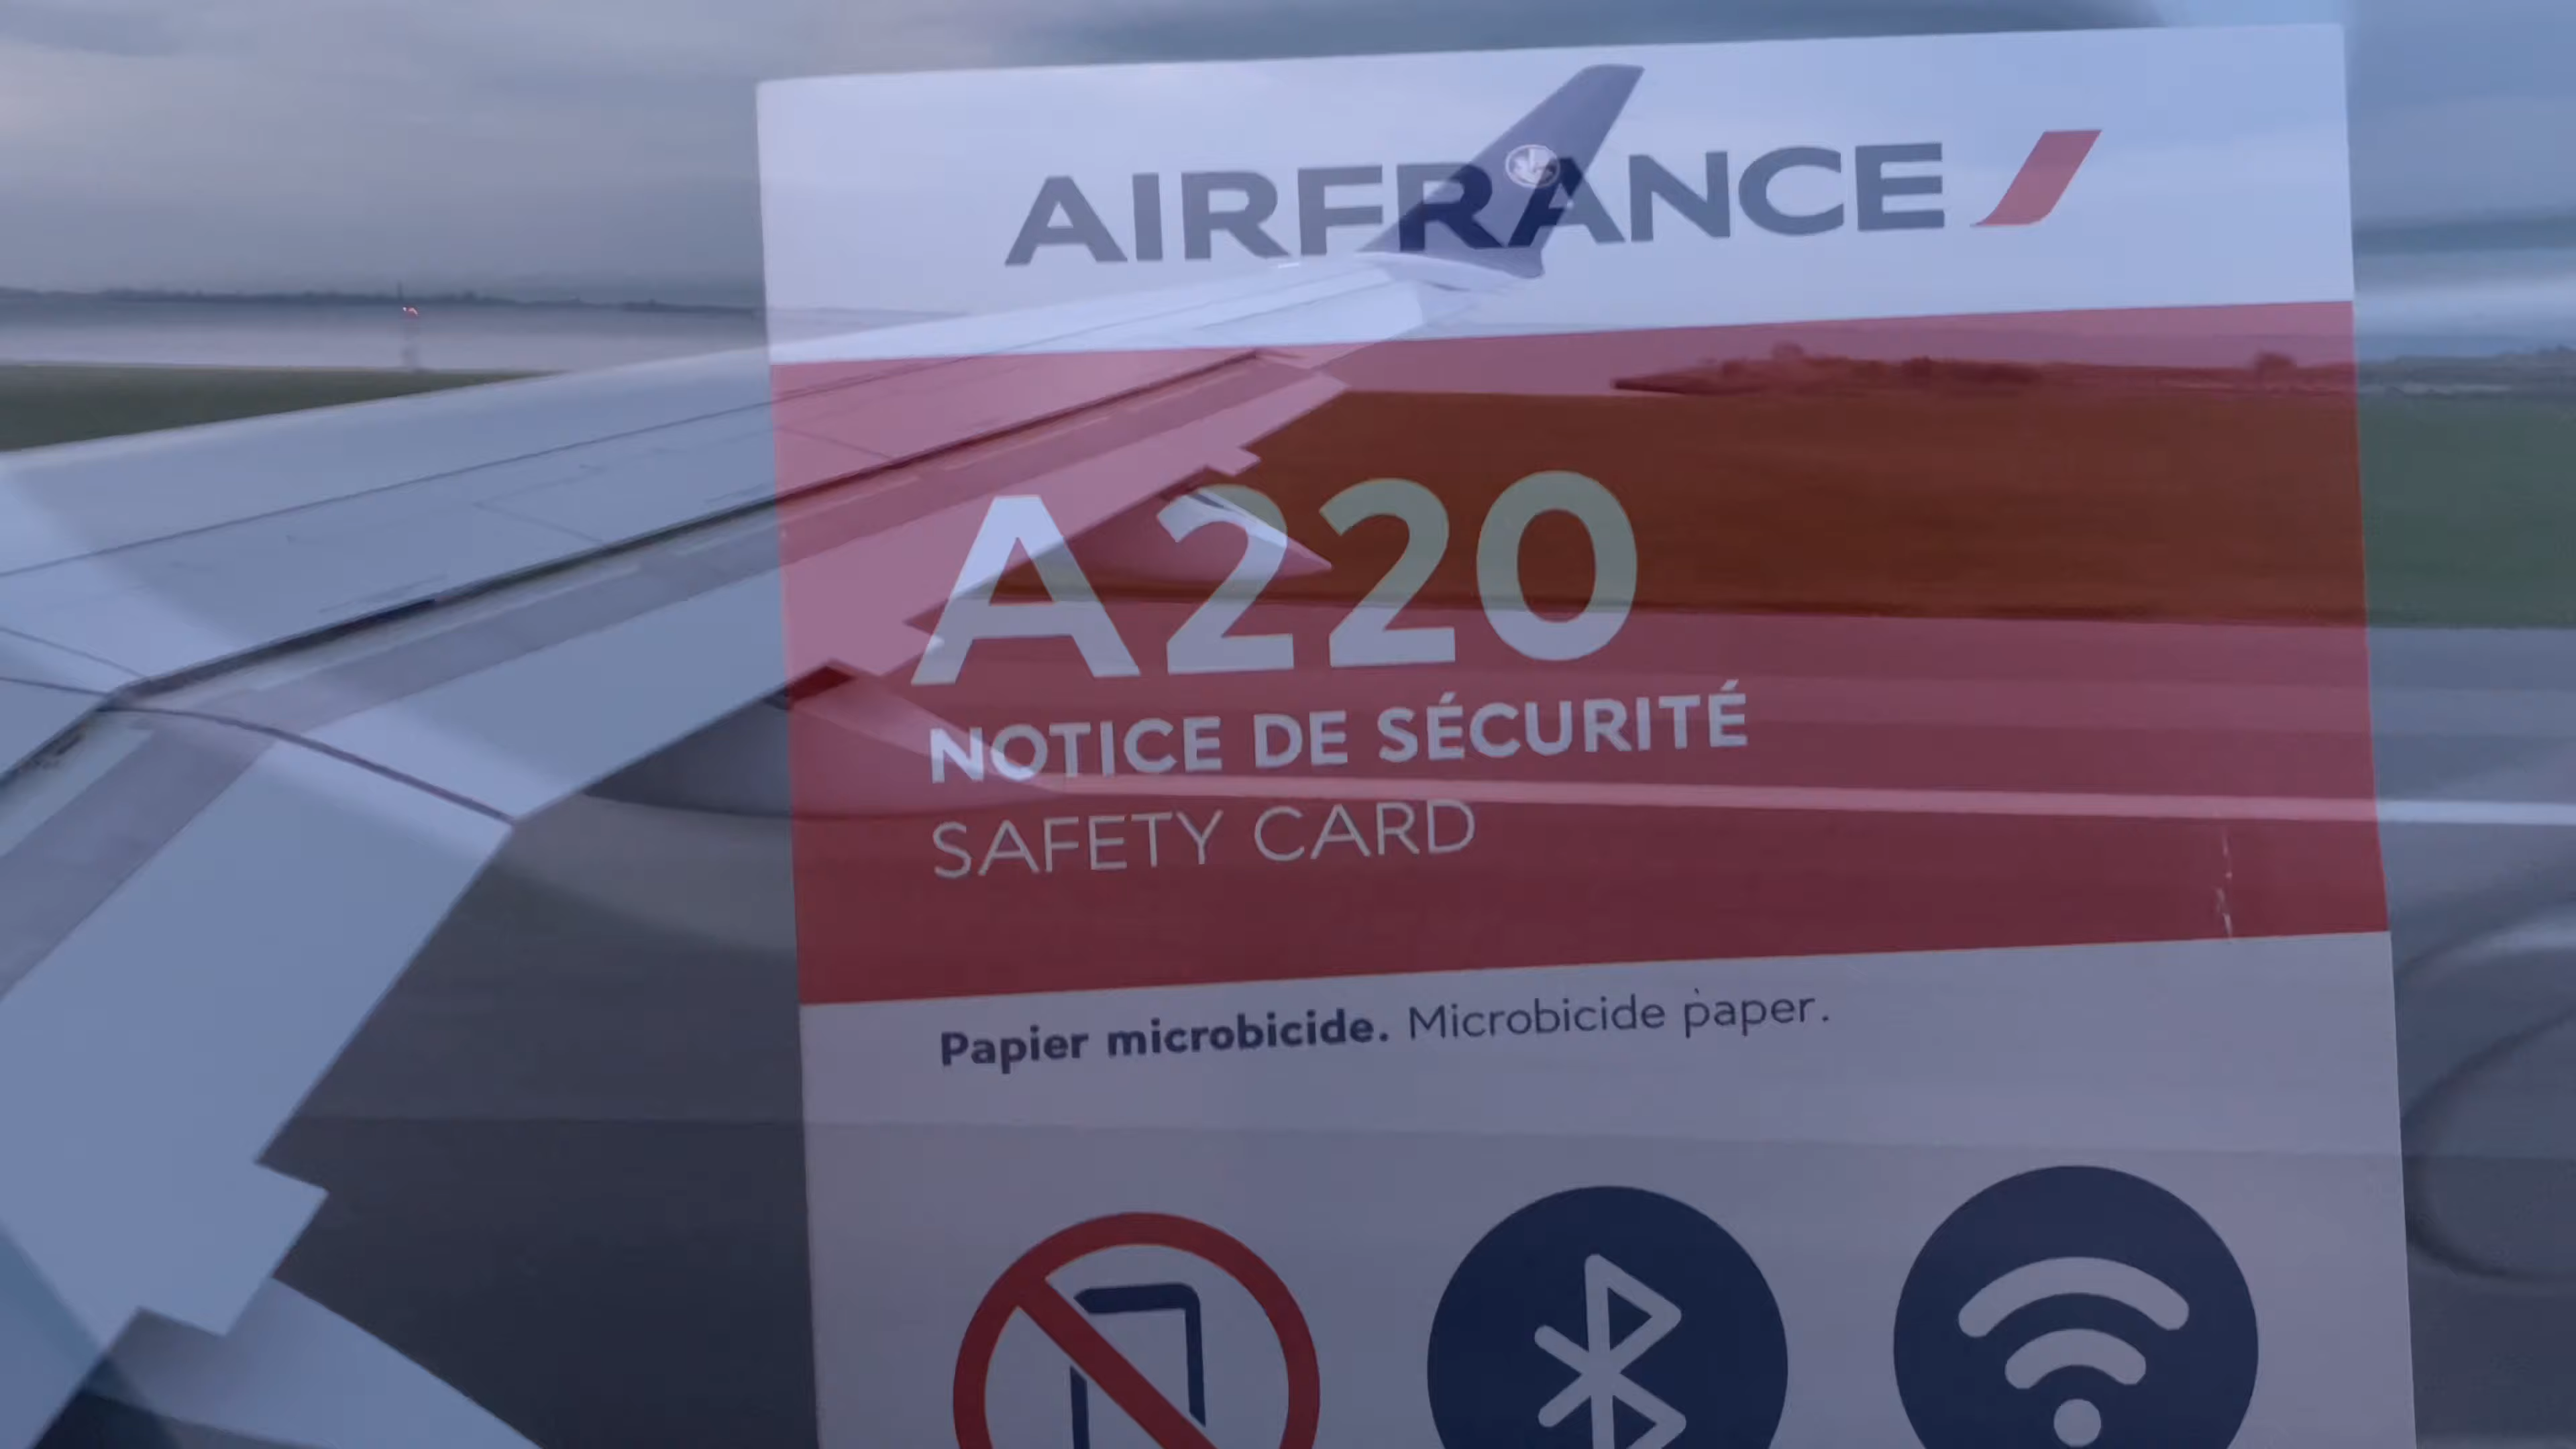 AIRFRANCE
A220
NOTICE DE SÉCURITÉ
SAFETY CARD
Papier microbicide. Microbicide paper.